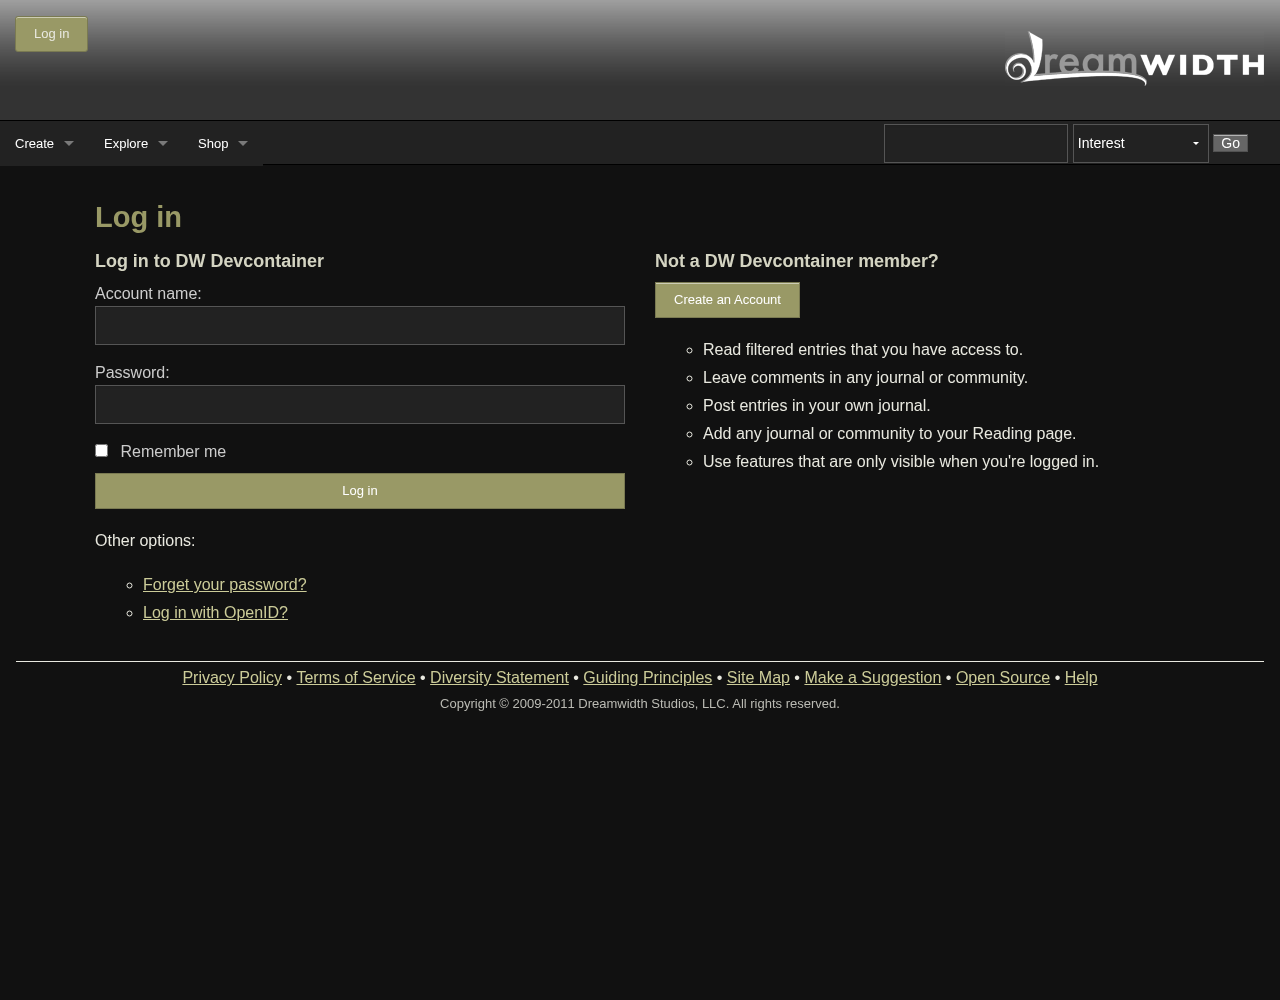 Log in
dreamWIDTH
Create
Explore
Shop
Interest
Go
Log in
Log in to DW Devcontainer
Account name:
Password:
Remember me
Log in
Other options:
Forget your password?
Log in with OpenID?
Not a DW Devcontainer member?
Create an Account
Read filtered entries that you have access to.
Leave comments in any journal or community.
Post entries in your own journal.
Add any journal or community to your Reading page.
Use features that are only visible when you're logged in.
Privacy Policy • Terms of Service • Diversity Statement • Guiding Principles • Site Map • Make a Suggestion • Open Source • Help
Copyright © 2009-2011 Dreamwidth Studios, LLC. All rights reserved.